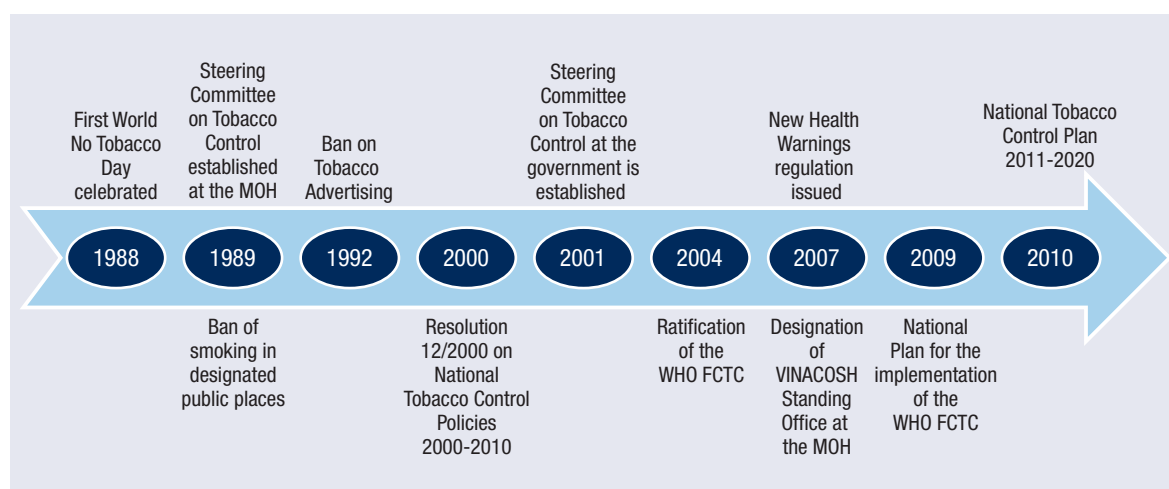 First World
No Tobacco
Day
celebrated
Steering
Committee
on Tobacco
Control
established
at the MOH
Ban on
Tobacco
Advertising
Steering
Committee
on Tobacco
Control at the
government is
established
New Health
Warnings
regulation
issued
National Tobacco
Control Plan
2011-2020
1988
1989
1992
2000
2001
2004
2007
2009
2010
Ban of
smoking in
designated
public places
Resolution
12/2000 on
National
Tobacco Control
Policies
2000-2010
Ratification
of the
WHO FCTC
Designation
of
VINACOSH
Standing
Office at
the MOH
National
Plan for the
implementation
of the
WHO FCTC